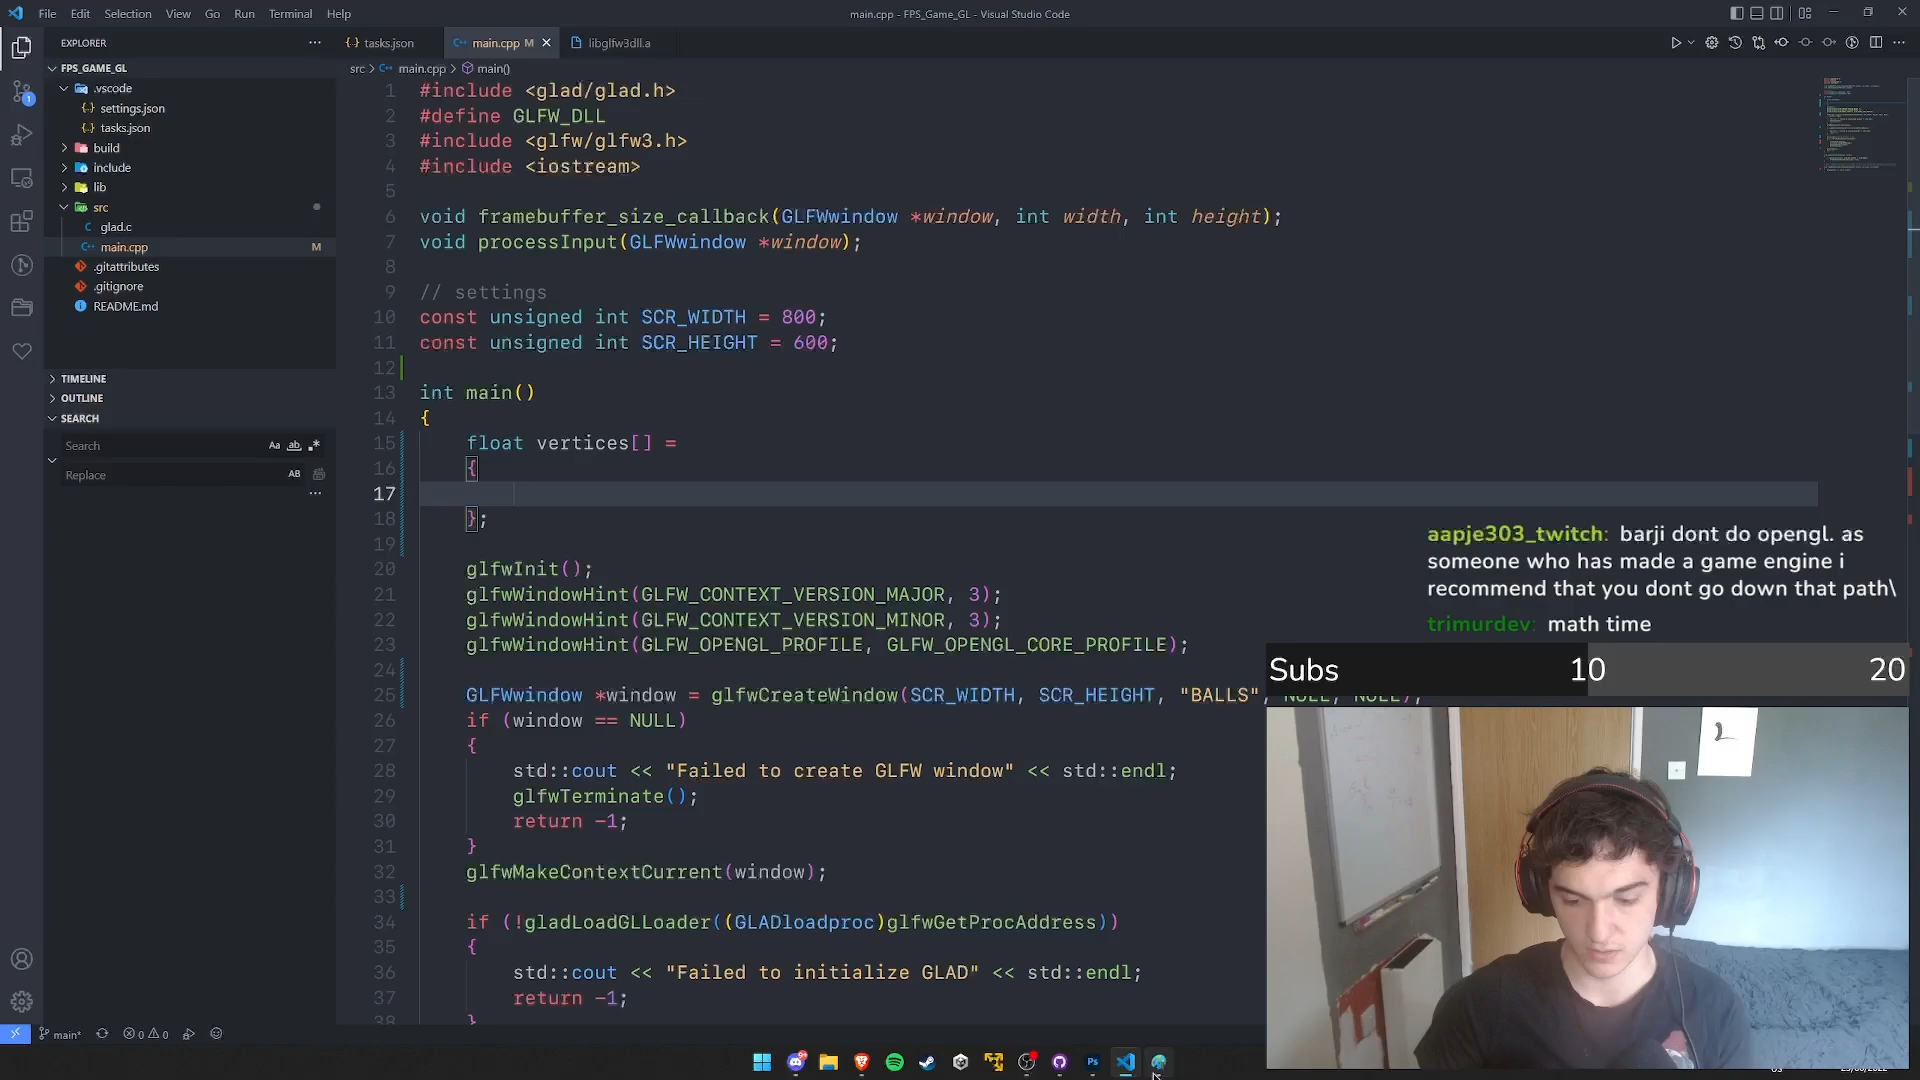 File Edit Selection View Go Run Terminal Help
main.cpp - FPS_Game_GL - Visual Studio Code
EXPLORER
tasks.json
main.cpp M
libglfw3dll.a
FPS_GAME_GL
src > main.cpp > main()
.vscode
settings.json
tasks.json
build
include
lib
src
glad.c
main.cpp M
.gitattributes
.gitignore
README.md
TIMELINE
OUTLINE
SEARCH
Search
Aa ab .*
Replace
AB
1 #include <glad/glad.h>
2 #define GLFW_DLL
3 #include <glfw/glfw3.h>
4 #include <iostream>
5
6 void framebuffer_size_callback(GLFWwindow *window, int width, int height);
7 void processInput(GLFWwindow *window);
8
9 // settings
10 const unsigned int SCR_WIDTH = 800;
11 const unsigned int SCR_HEIGHT = 600;
12
13 int main()
14 {
15 float vertices[] =
16 {
17
18 };
19
20 glfwInit();
21 glfwWindowHint(GLFW_CONTEXT_VERSION_MAJOR, 3);
22 glfwWindowHint(GLFW_CONTEXT_VERSION_MINOR, 3);
23 glfwWindowHint(GLFW_OPENGL_PROFILE, GLFW_OPENGL_CORE_PROFILE);
24
25 GLFWwindow *window = glfwCreateWindow(SCR_WIDTH, SCR_HEIGHT, "BALLS", NULL, NULL);
26 if (window == NULL)
27 {
28 std::cout << "Failed to create GLFW window" << std::endl;
29 glfwTerminate();
30 return -1;
31 }
32 glfwMakeContextCurrent(window);
33
34 if (!gladLoadGLLoader((GLADloadproc)glfwGetProcAddress))
35 {
36 std::cout << "Failed to initialize GLAD" << std::endl;
37 return -1;
38 }
aapje303_twitch: barji dont do opengl. as
someone who has made a game engine i
recommend that you dont go down that path\
trimurdev: math time
Subs 10 20
main* 0 0
Ps